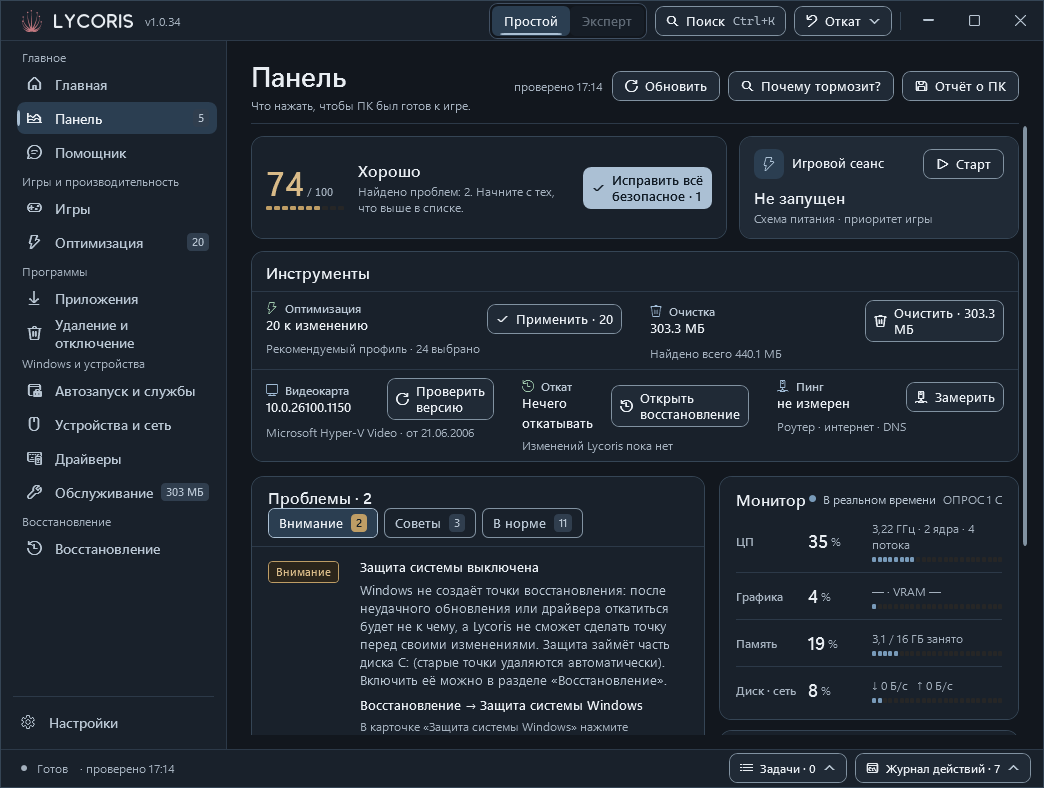 LYCORIS v1.0.34
Простой Эксперт Поиск Ctrl+K Откат
Главное
Главная
Панель 5
Помощник
Игры и производительность
Игры
Оптимизация 20
Программы
Приложения
Удаление и
отключение
Windows и устройства
Автозапуск и службы
Устройства и сеть
Драйверы
Обслуживание 303 МБ
Восстановление
Восстановление
Настройки
Панель
Что нажать, чтобы ПК был готов к игре.
проверено 17:14 Обновить Почему тормозит? Отчёт о ПК
74 / 100
Хорошо
Найдено проблем: 2. Начните с тех,
что выше в списке.
Исправить всё
безопасное · 1
Игровой сеанс Старт
Не запущен
Схема питания · приоритет игры
Инструменты
Оптимизация
20 к изменению
Применить · 20
Рекомендуемый профиль · 24 выбрано
Очистка
303.3 МБ
Очистить · 303.3
МБ
Найдено всего 440.1 МБ
Видеокарта
10.0.26100.1150
Проверить
версию
Microsoft Hyper-V Video · от 21.06.2006
Откат
Нечего
откатывать
Открыть
восстановление
Изменений Lycoris пока нет
Пинг
не измерен
Замерить
Роутер · интернет · DNS
Проблемы · 2
Внимание 2 Советы 3 В норме 11
Внимание
Защита системы выключена
Windows не создаёт точки восстановления: после
неудачного обновления или драйвера откатиться
будет не к чему, а Lycoris не сможет сделать точку
перед своими изменениями. Защита займёт часть
диска C: (старые точки удаляются автоматически).
Включить её можно в разделе «Восстановление».
Восстановление → Защита системы Windows
В карточке «Защита системы Windows» нажмите
Монитор В реальном времени ОПРОС 1 С
ЦП 35 % 3,22 ГГц · 2 ядра · 4
потока
Графика 4 % — · VRAM —
Память 19 % 3,1 / 16 ГБ занято
Диск · сеть 8 % ↓ 0 Б/с ↑ 0 Б/с
Готов · проверено 17:14
Задачи · 0 Журнал действий · 7